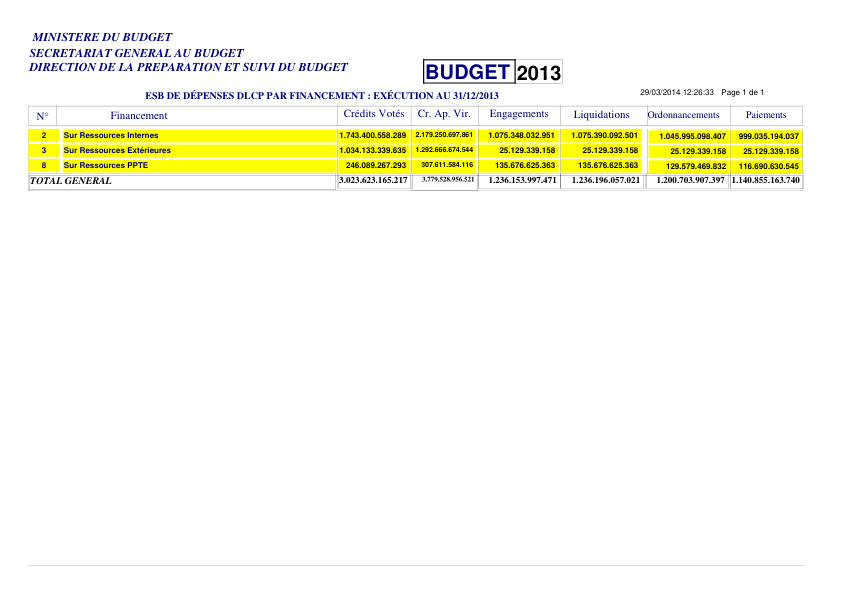 MINISTERE DU BUDGET
SECRETARIAT GENERAL AU BUDGET
DIRECTION DE LA PREPARATION ET SUIVI DU BUDGET
BUDGET 2013
29/03/2014 12:26:33 Page 1 de 1
ESB DE DÉPENSES DLCP PAR FINANCEMENT : EXÉCUTION AU 31/12/2013
N° Financement Crédits Votés Cr. Ap. Vir. Engagements Liquidations Ordonnancements Paiements
2 Sur Ressources Internes 1.743.400.558.289 2.179.250.697.861 1.075.348.032.951 1.075.390.092.501 1.045.995.098.407 999.035.194.037
3 Sur Ressources Extérieures 1.034.133.339.635 1.292.666.674.544 25.129.339.158 25.129.339.158 25.129.339.158 25.129.339.158
8 Sur Ressources PPTE 246.089.267.293 307.611.584.116 135.676.625.363 135.676.625.363 129.579.469.832 116.690.630.545
TOTAL GENERAL 3.023.623.165.217 3.779.528.956.521 1.236.153.997.471 1.236.196.057.021 1.200.703.907.397 1.140.855.163.740